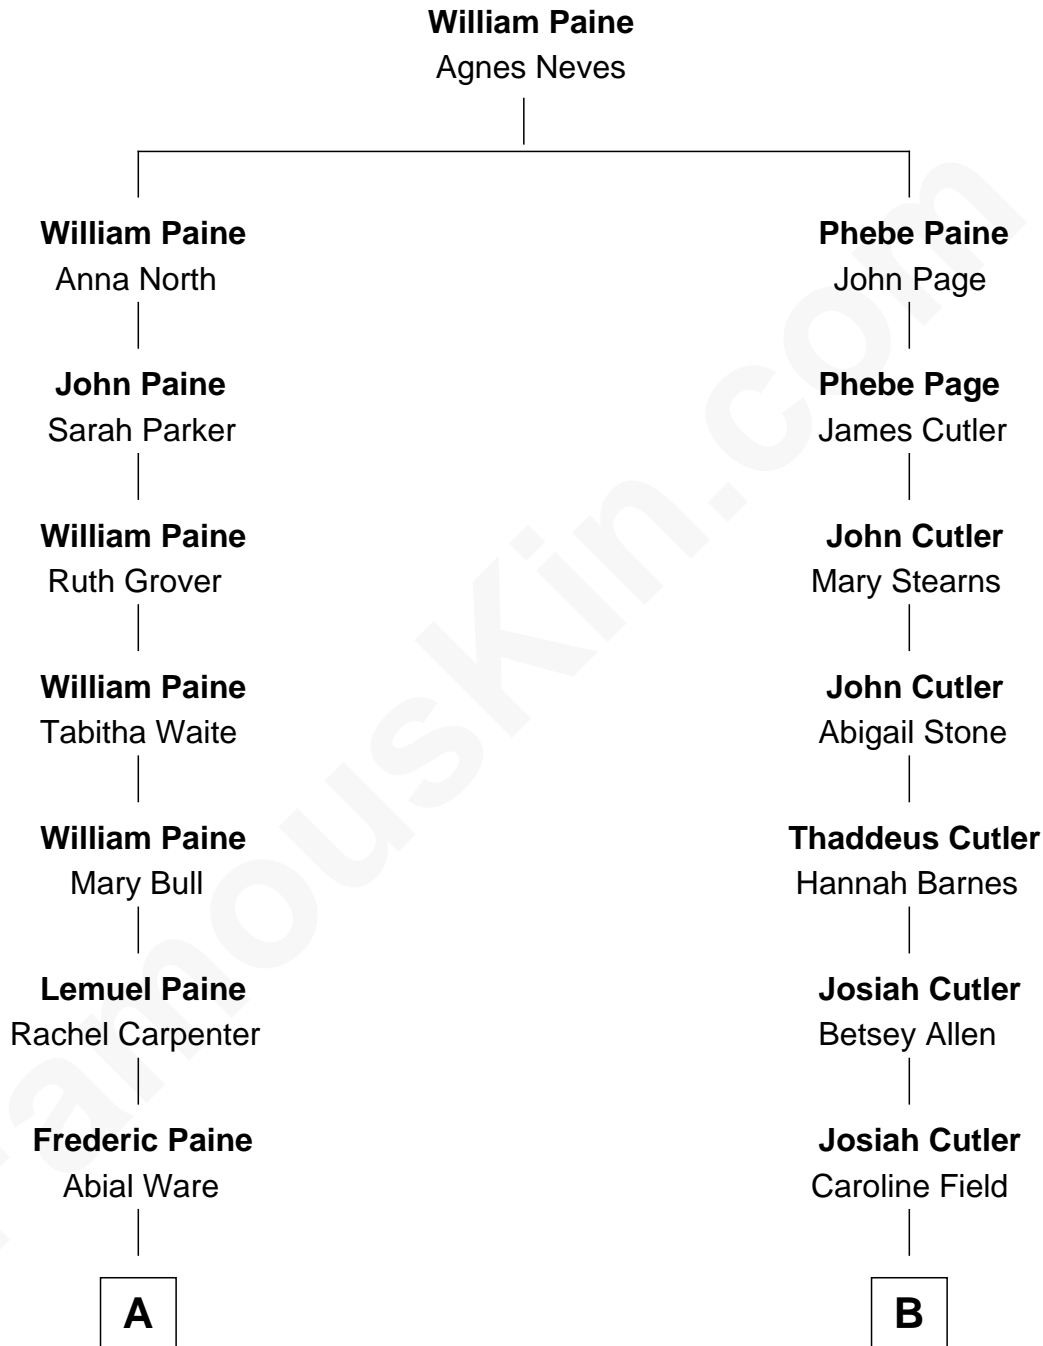 William Paine
Agnes Neves
William Paine
Anna North
Phebe Paine
John Page
John Paine
Sarah Parker
Phebe Page
James Cutler
William Paine
Ruth Grover
John Cutler
Mary Stearns
William Paine
Tabitha Waite
John Cutler
Abigail Stone
William Paine
Mary Bull
Thaddeus Cutler
Hannah Barnes
Lemuel Paine
Rachel Carpenter
Josiah Cutler
Betsey Allen
Frederic Paine
Abial Ware
Josiah Cutler
Caroline Field
A
B
FamousKin.com